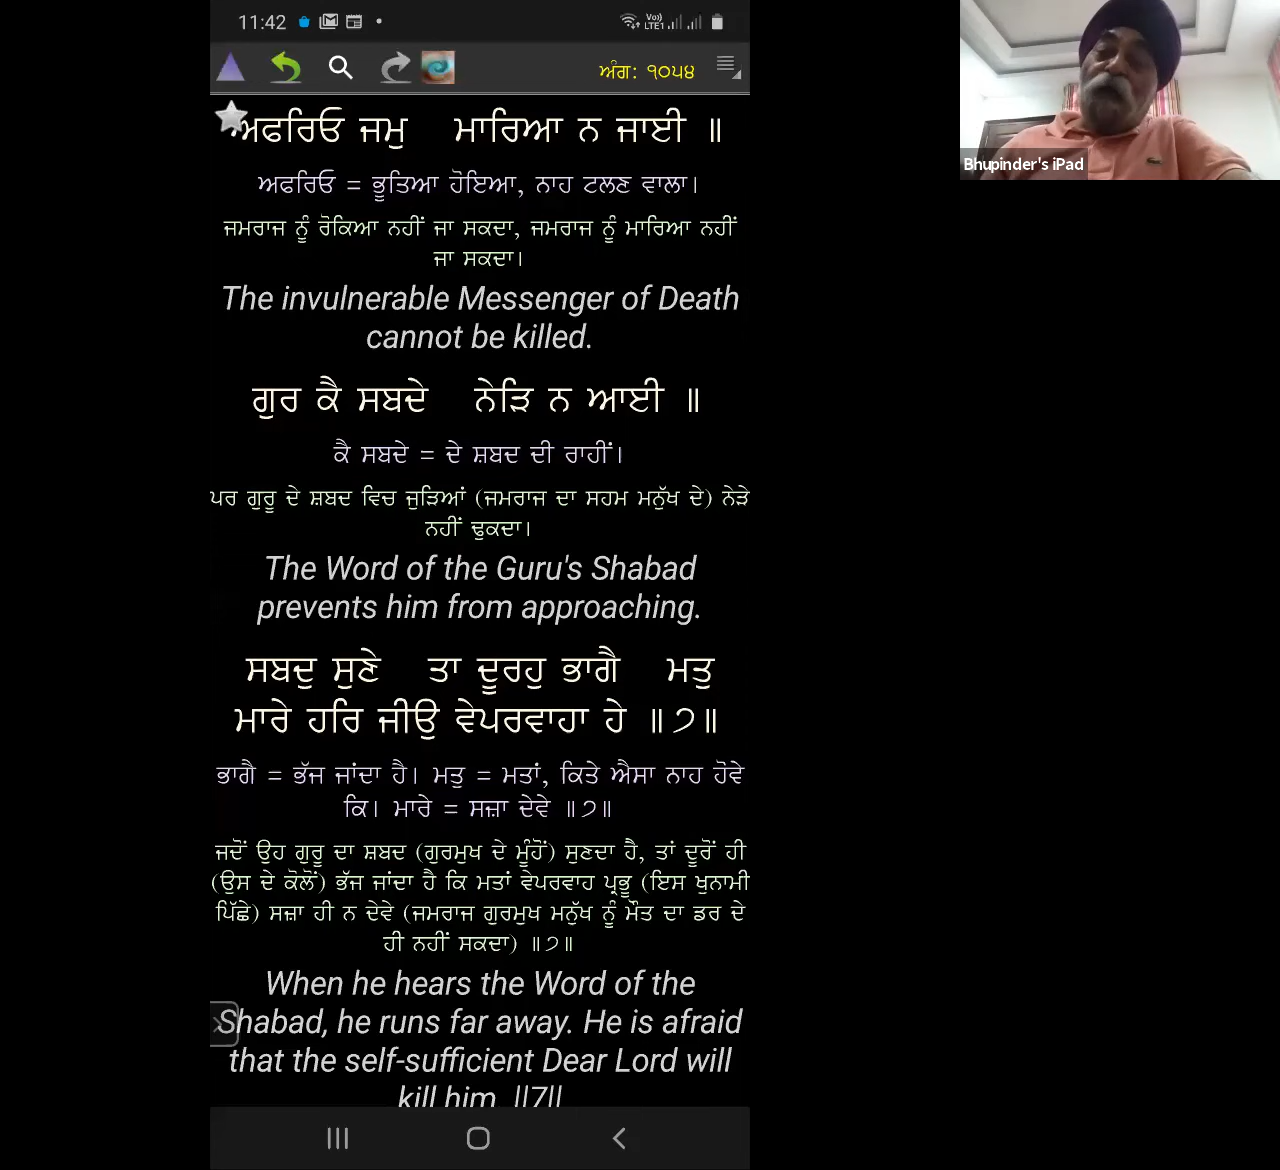 11:42
Vo)) LTE1
ਅੰਗ: ੧੦੫੪
ਅਫਰਿਓ ਜਮੁ ਮਾਰਿਆ ਨ ਜਾਈ ॥
ਅਫਰਿਓ = ਭੂਤਿਆ ਹੋਇਆ, ਨਾਹ ਟਲਣ ਵਾਲਾ।
ਜਮਰਾਜ ਨੂੰ ਰੋਕਿਆ ਨਹੀਂ ਜਾ ਸਕਦਾ, ਜਮਰਾਜ ਨੂੰ ਮਾਰਿਆ ਨਹੀਂ
ਜਾ ਸਕਦਾ।
The invulnerable Messenger of Death
cannot be killed.
ਗੁਰ ਕੈ ਸਬਦੇ ਨੇੜਿ ਨ ਆਈ ॥
ਕੈ ਸਬਦੇ = ਦੇ ਸ਼ਬਦ ਦੀ ਰਾਹੀਂ।
ਪਰ ਗੁਰੂ ਦੇ ਸ਼ਬਦ ਵਿਚ ਜੁੜਿਆਂ (ਜਮਰਾਜ ਦਾ ਸਹਮ ਮਨੁੱਖ ਦੇ) ਨੇੜੇ
ਨਹੀਂ ਢੁਕਦਾ।
The Word of the Guru's Shabad
prevents him from approaching.
ਸਬਦੁ ਸੁਣੇ ਤਾ ਦੂਰਹੁ ਭਾਗੈ ਮਤੁ
ਮਾਰੇ ਹਰਿ ਜੀਉ ਵੇਪਰਵਾਹਾ ਹੇ ॥੭॥
ਭਾਗੈ = ਭੱਜ ਜਾਂਦਾ ਹੈ। ਮਤੁ = ਮਤਾਂ, ਕਿਤੇ ਐਸਾ ਨਾਹ ਹੋਵੇ
ਕਿ। ਮਾਰੇ = ਸਜ਼ਾ ਦੇਵੇ ॥੭॥
ਜਦੋਂ ਉਹ ਗੁਰੂ ਦਾ ਸ਼ਬਦ (ਗੁਰਮੁਖ ਦੇ ਮੂੰਹੋਂ) ਸੁਣਦਾ ਹੈ, ਤਾਂ ਦੂਰੋਂ ਹੀ
(ਉਸ ਦੇ ਕੋਲੋਂ) ਭੱਜ ਜਾਂਦਾ ਹੈ ਕਿ ਮਤਾਂ ਵੇਪਰਵਾਹ ਪ੍ਰਭੂ (ਇਸ ਖੁਨਾਮੀ
ਪਿੱਛੇ) ਸਜ਼ਾ ਹੀ ਨ ਦੇਵੇ (ਜਮਰਾਜ ਗੁਰਮੁਖ ਮਨੁੱਖ ਨੂੰ ਮੌਤ ਦਾ ਡਰ ਦੇ
ਹੀ ਨਹੀਂ ਸਕਦਾ) ॥੭॥
When he hears the Word of the
Shabad, he runs far away. He is afraid
that the self-sufficient Dear Lord will
kill him. ||7||
Bhupinder's iPad